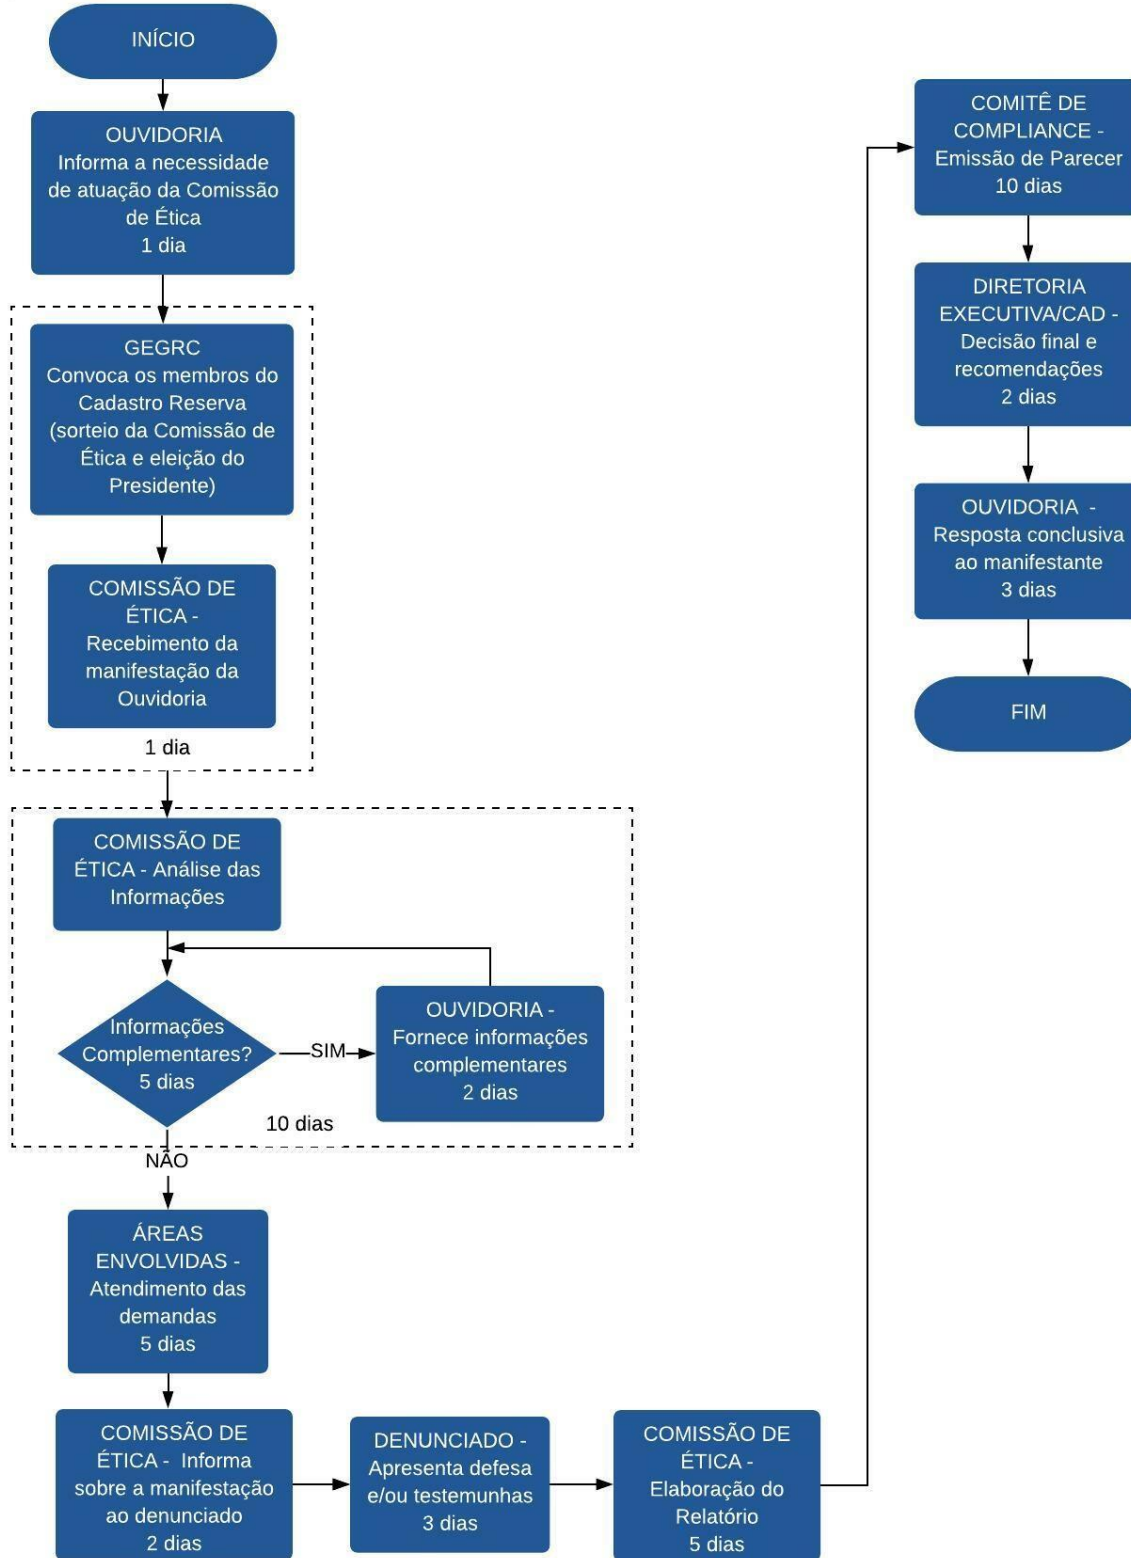 INÍCIO
OUVIDORIA
Informa a necessidade
de atuação da Comissão
de Ética
1 dia
GEGRC
Convoca os membros do
Cadastro Reserva
(sorteio da Comissão de
Ética e eleição do
Presidente)
COMISSÃO DE
ÉTICA -
Recebimento da
manifestação da
Ouvidoria
1 dia
COMISSÃO DE
ÉTICA - Análise das
Informações
Informações
Complementares?
5 dias
SIM
OUVIDORIA -
Fornece informações
complementares
2 dias
10 dias
NÃO
ÁREAS
ENVOLVIDAS -
Atendimento das
demandas
5 dias
COMISSÃO DE
ÉTICA - Informa
sobre a manifestação
ao denunciado
2 dias
DENUNCIADO -
Apresenta defesa
e/ou testemunhas
3 dias
COMISSÃO DE
ÉTICA -
Elaboração do
Relatório
5 dias
COMITÊ DE
COMPLIANCE -
Emissão de Parecer
10 dias
DIRETORIA
EXECUTIVA/CAD -
Decisão final e
recomendações
2 dias
OUVIDORIA -
Resposta conclusiva
ao manifestante
3 dias
FIM